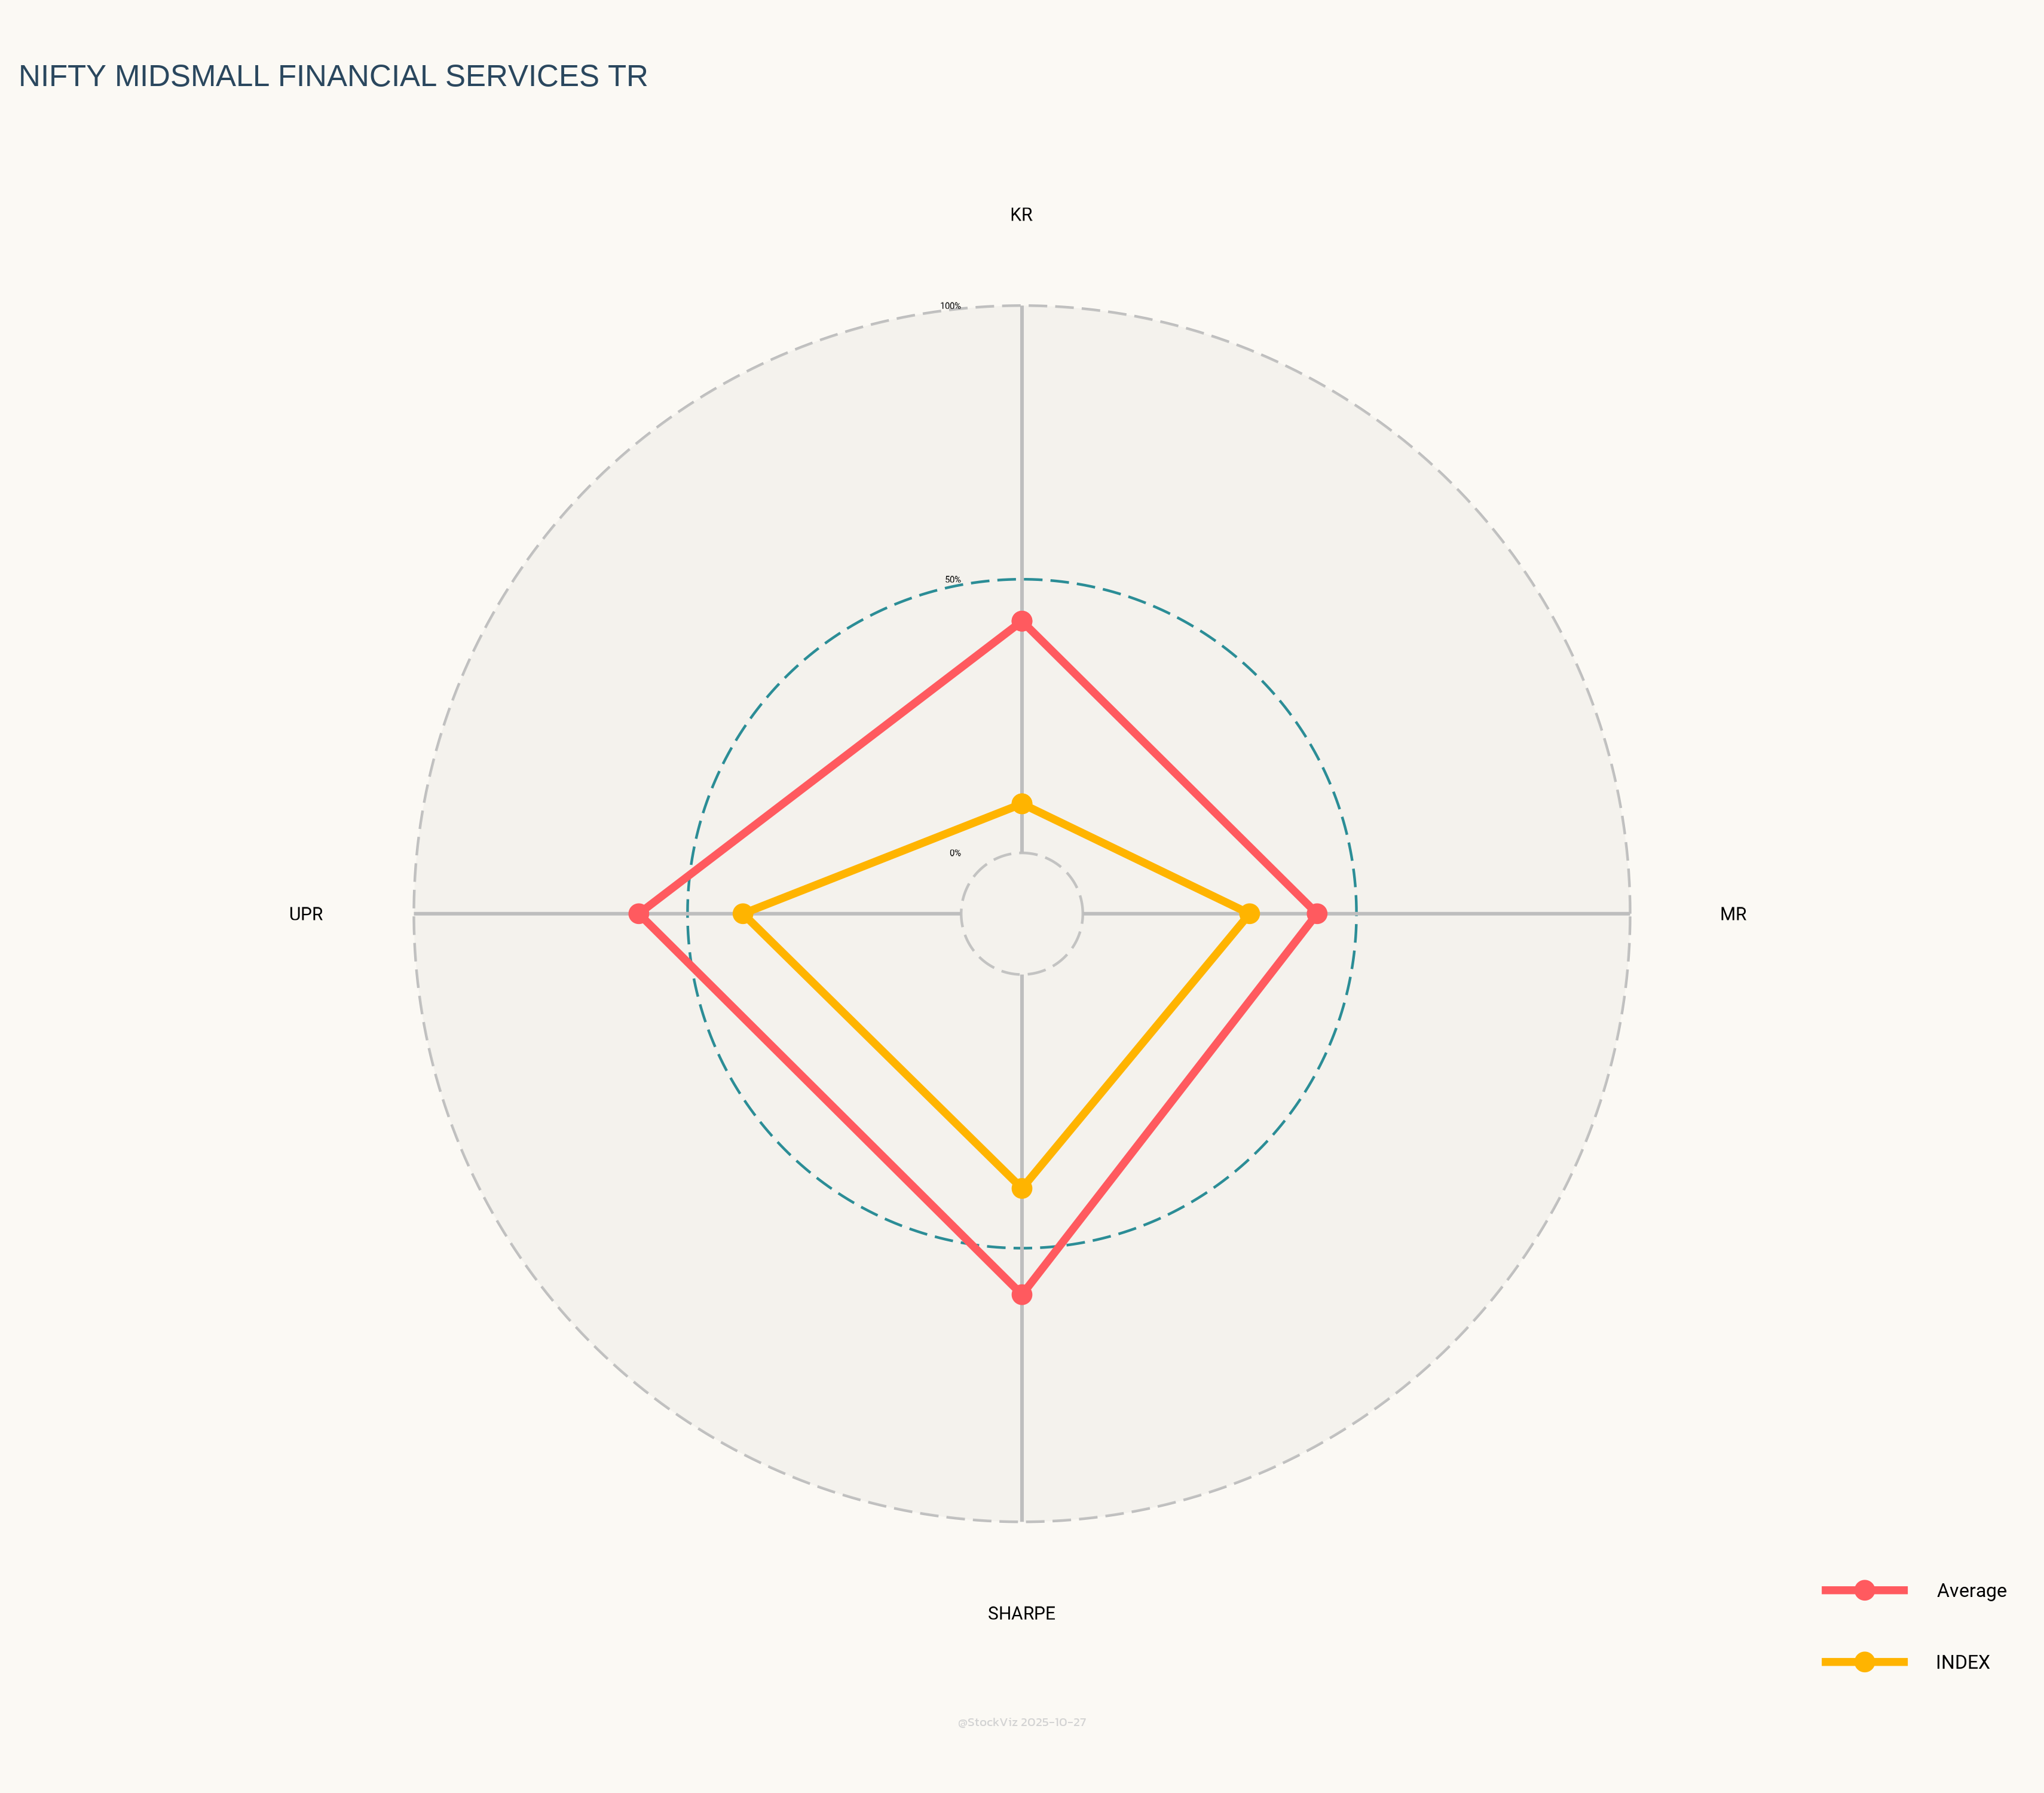 NIFTY MIDSMALL FINANCIAL SERVICES TR
KR
100%
50%
0%
UPR
MR
SHARPE
Average
INDEX
@StockViz 2025-10-27